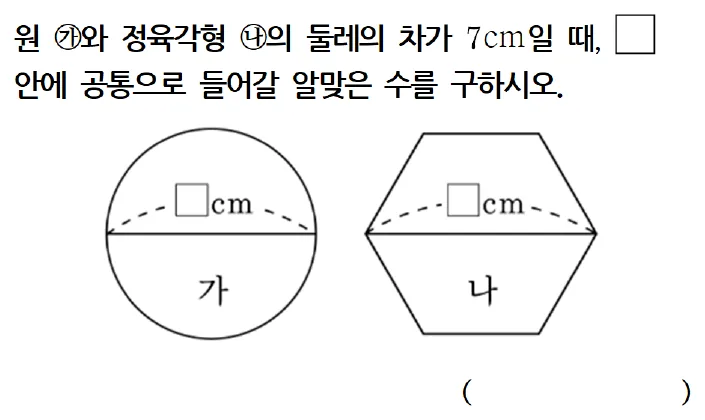 원 ㉮와 정육각형 ㉯의 둘레의 차가 7cm일 때, □
안에 공통으로 들어갈 알맞은 수를 구하시오.
□cm □cm
가 나
( )